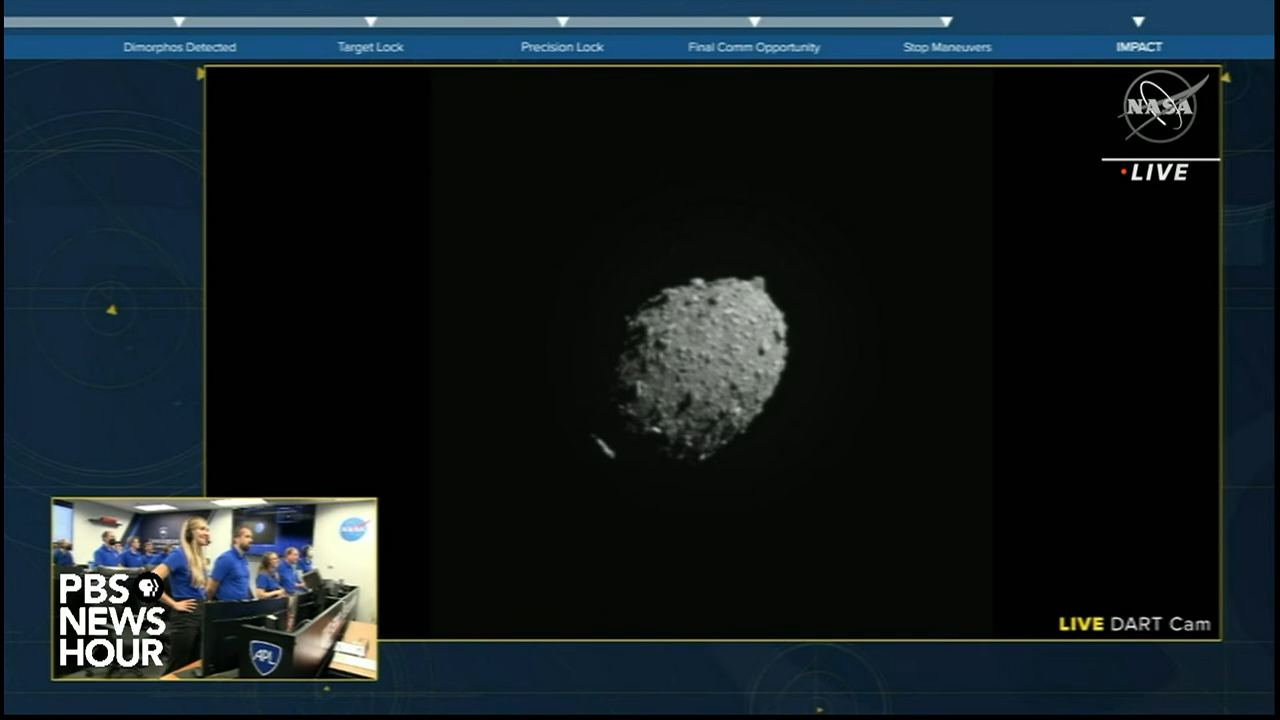 Dimorphos Detected
Target Lock
Precision Lock
Final Comm Opportunity
Stop Maneuvers
IMPACT
NASA
LIVE
NASA
PBS
NEWS
HOUR
APL
LIVE DART Cam